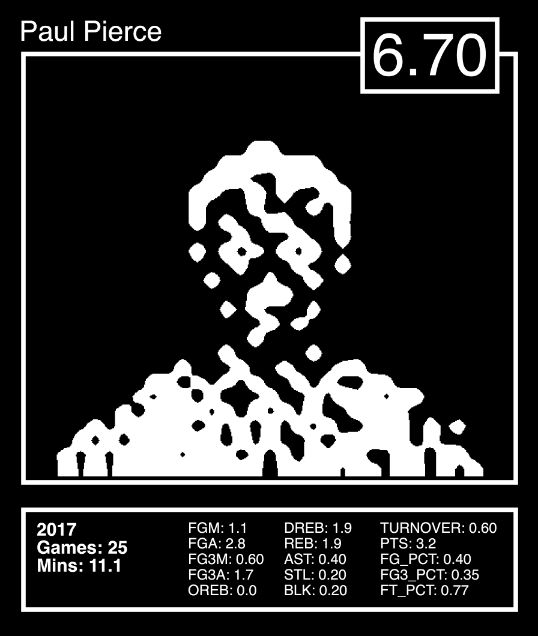 Paul Pierce
6.70
2017
Games: 25
Mins: 11.1
FGM: 1.1
FGA: 2.8
FG3M: 0.60
FG3A: 1.7
OREB: 0.0
DREB: 1.9
REB: 1.9
AST: 0.40
STL: 0.20
BLK: 0.20
TURNOVER: 0.60
PTS: 3.2
FG_PCT: 0.40
FG3_PCT: 0.35
FT_PCT: 0.77